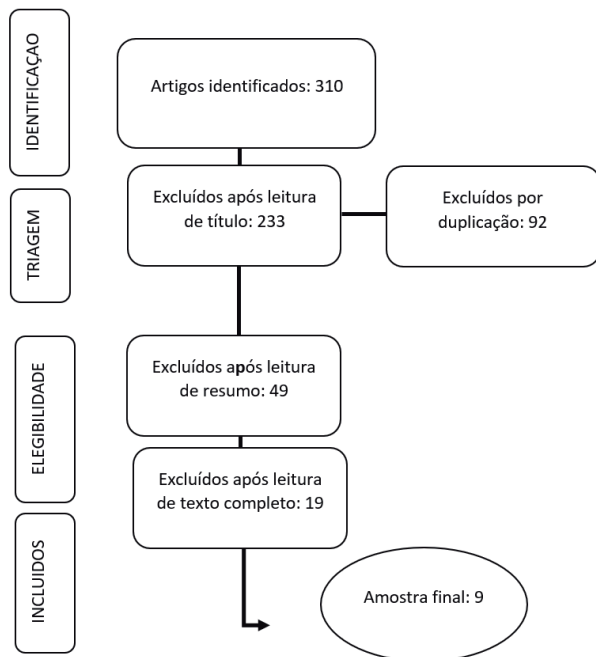 IDENTIFICAÇAO
Artigos identificados: 310
TRIAGEM
Excluídos após leitura
de título: 233
Excluídos por
duplicação: 92
ELEGIBILIDADE
Excluídos após leitura
de resumo: 49
Excluídos após leitura
de texto completo: 19
INCLUIDOS
Amostra final: 9